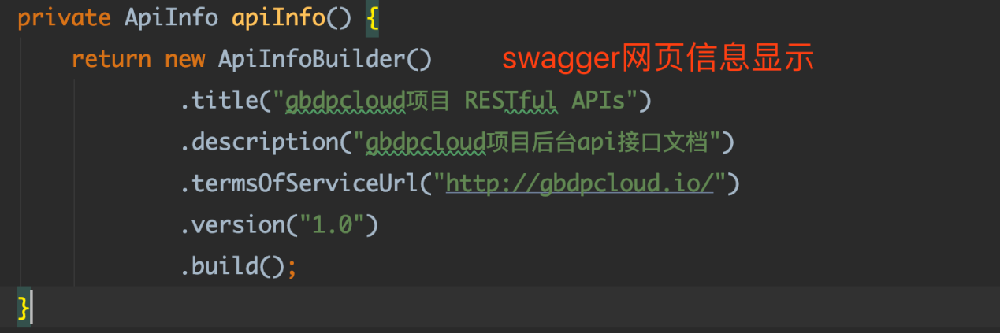 private ApiInfo apiInfo() {
return new ApiInfoBuilder() swagger网页信息显示
.title("gbdpcloud项目 RESTful APIs")
.description("gbdpcloud项目后台api接口文档")
.termsOfServiceUrl("http://gbdpcloud.io/")
.version("1.0")
.build();
}